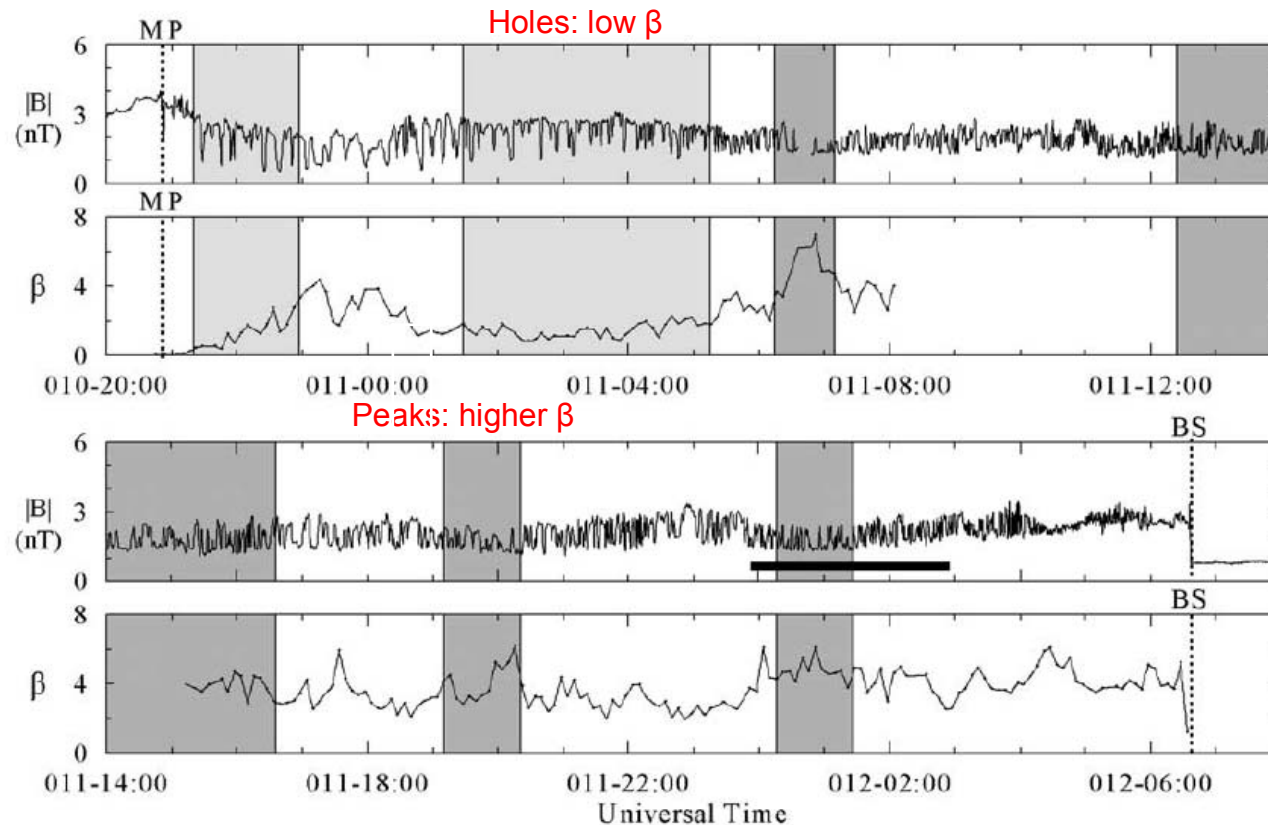 Holes: low β
MP
6
|B|
(nT)
3
0
MP
8
β
4
0
010-20:00 011-00:00 011-04:00 011-08:00 011-12:00
Peaks: higher β
BS
6
|B|
(nT)
3
0
BS
8
β
4
0
011-14:00 011-18:00 011-22:00 012-02:00 012-06:00
Universal Time